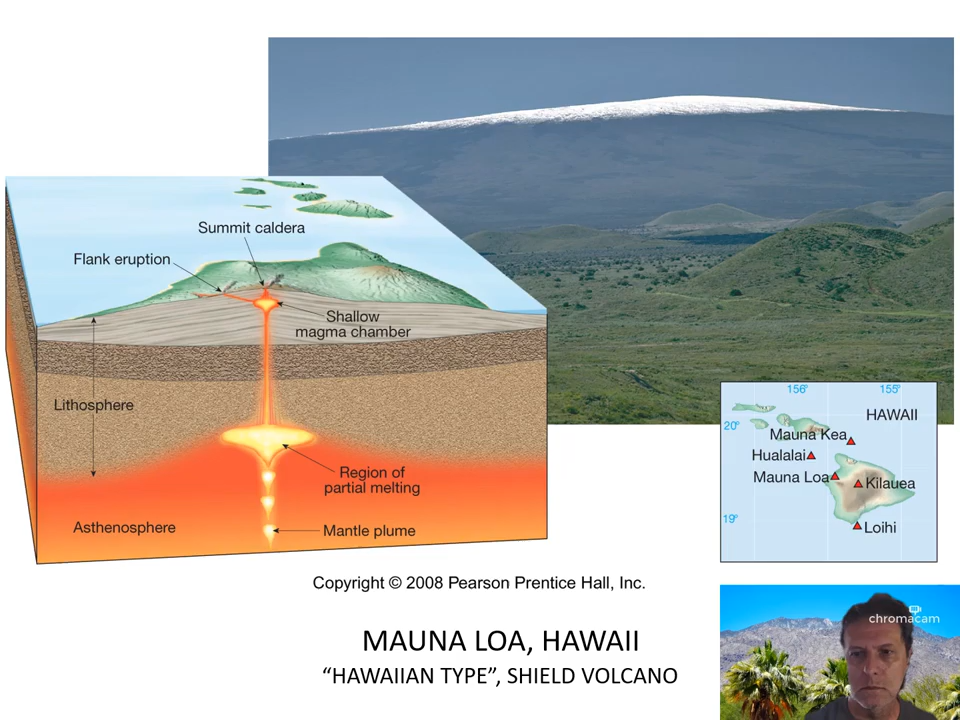 Summit caldera
Flank eruption
Shallow
magma chamber
Lithosphere
Region of
partial melting
Asthenosphere
Mantle plume
156° 155°
HAWAII
20°
Mauna Kea
Hualalai
Mauna Loa
Kilauea
19°
Loihi
Copyright © 2008 Pearson Prentice Hall, Inc.
chromacam
MAUNA LOA, HAWAII
“HAWAIIAN TYPE”, SHIELD VOLCANO